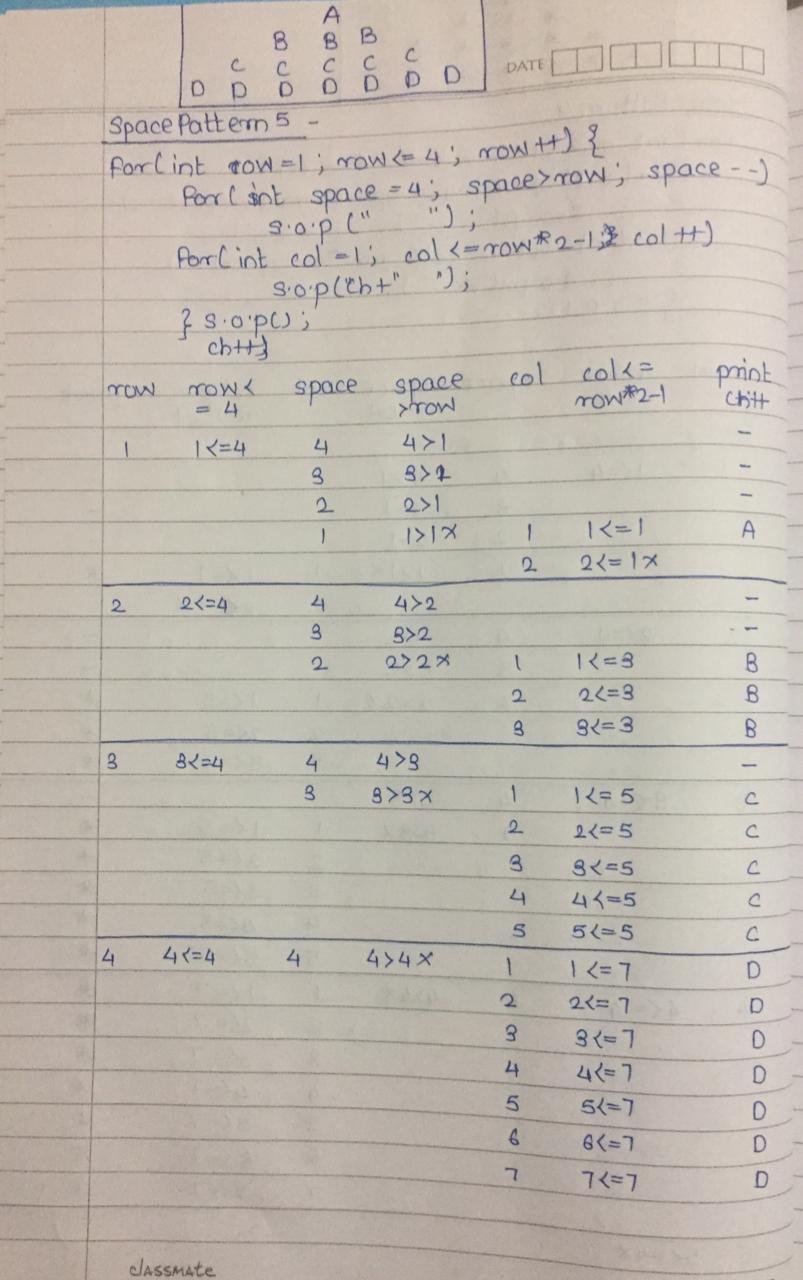 A
B B B
C C C C C
D D D D D D D
DATE
Space Pattern 5 -
for(int row=1; row<=4; row++) {
for(int space=4; space>row; space--)
s.o.p("   ");
for(int col=1; col<=row*2-1; col++)
s.o.p(ch+"  ");
} s.o.p();
ch++}
row row< space space col col<= print
= 4 >row row*2-1 ch++
1 1<=4 4 4>1 -
3 3>1 -
2 2>1 -
1 1>1x 1 1<=1 A
2 2<=1x
2 2<=4 4 4>2 -
3 3>2 -
2 2>2x 1 1<=3 B
2 2<=3 B
3 3<=3 B
3 3<=4 4 4>3 -
3 3>3x 1 1<=5 C
2 2<=5 C
3 3<=5 C
4 4<=5 C
5 5<=5 C
4 4<=4 4 4>4x 1 1<=7 D
2 2<=7 D
3 3<=7 D
4 4<=7 D
5 5<=7 D
6 6<=7 D
7 7<=7 D
classmate